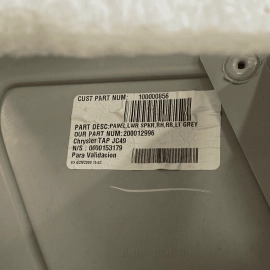 CUST PART NUM: 100000856
PART DESC:PANEL,LWR SPKR,RH,RR,LT GREY
OUR PART NUM:200012996
Chrysler TAP JC49
N/S : 0R00153179
Para Validacion